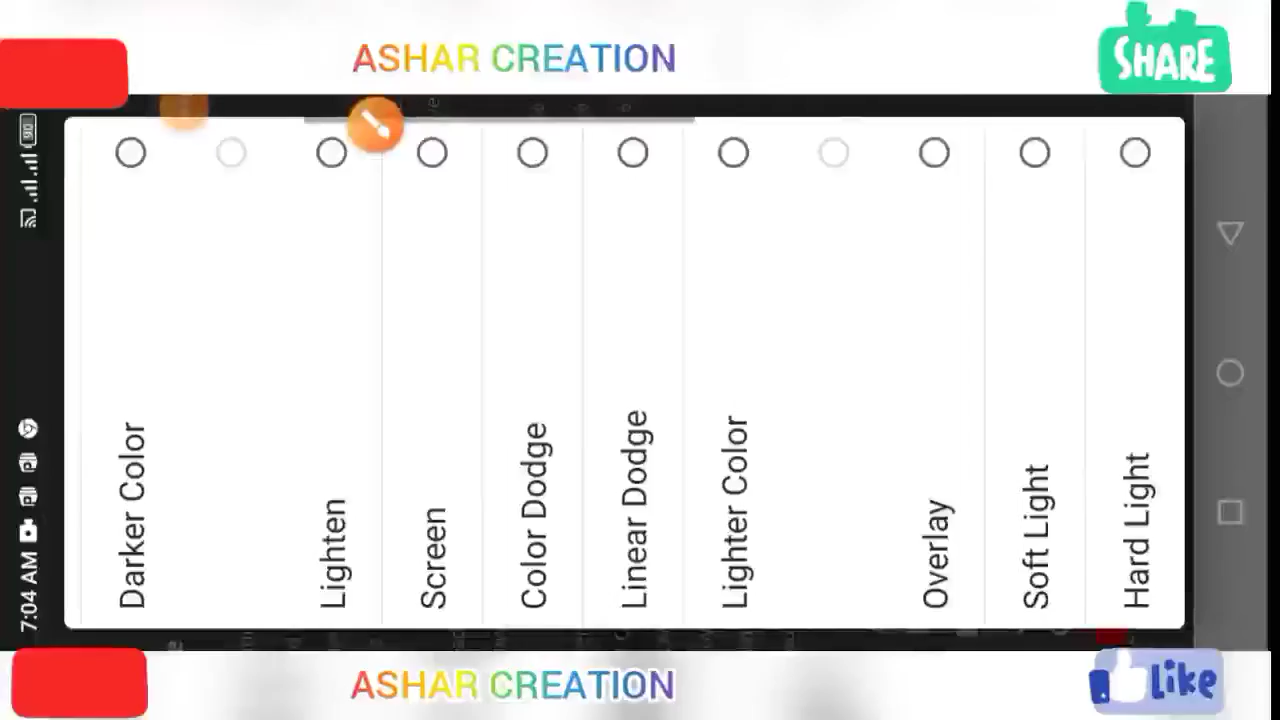 ASHAR CREATION
SHARE
7:04 AM
90
Darker Color
Lighten
Screen
Color Dodge
Linear Dodge
Lighter Color
Overlay
Soft Light
Hard Light
ASHAR CREATION
Like